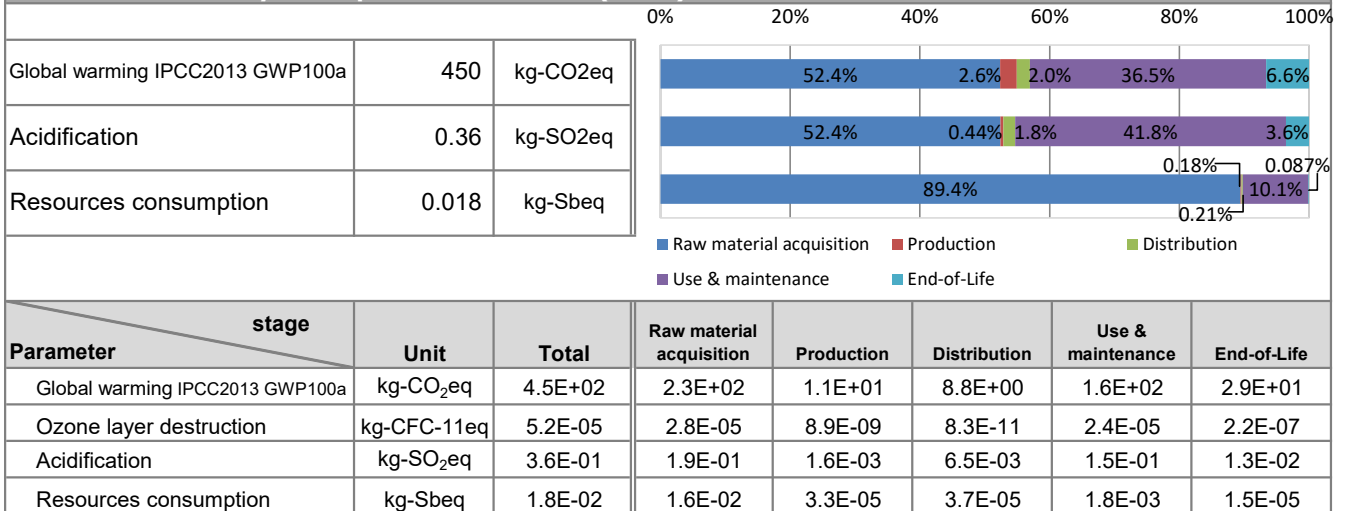 0% 20% 40% 60% 80% 100%
Global warming IPCC2013 GWP100a 450 kg-CO2eq 52.4% 2.6% 2.0% 36.5% 6.6%
Acidification 0.36 kg-SO2eq 52.4% 0.44% 1.8% 41.8% 3.6%
0.18% 0.087%
Resources consumption 0.018 kg-Sbeq 89.4% 10.1%
0.21%
Raw material acquisition Production Distribution
Use & maintenance End-of-Life
stage
Parameter Unit Total Raw material acquisition Production Distribution Use & maintenance End-of-Life
Global warming IPCC2013 GWP100a kg-CO₂eq 4.5E+02 2.3E+02 1.1E+01 8.8E+00 1.6E+02 2.9E+01
Ozone layer destruction kg-CFC-11eq 5.2E-05 2.8E-05 8.9E-09 8.3E-11 2.4E-05 2.2E-07
Acidification kg-SO₂eq 3.6E-01 1.9E-01 1.6E-03 6.5E-03 1.5E-01 1.3E-02
Resources consumption kg-Sbeq 1.8E-02 1.6E-02 3.3E-05 3.7E-05 1.8E-03 1.5E-05